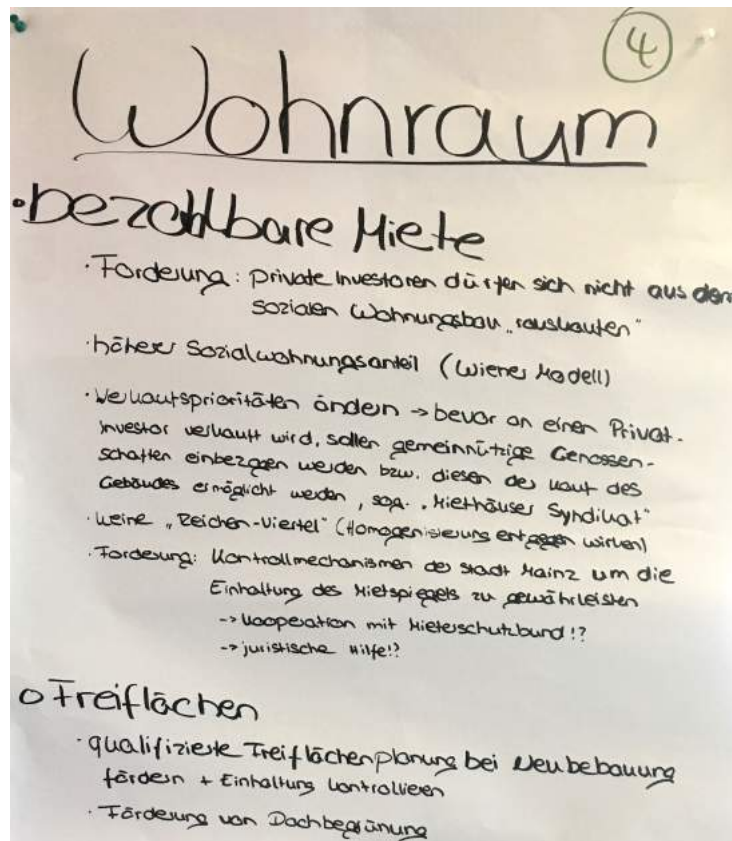 4
Wohnraum
• bezahlbare Miete
· Forderung: private Investoren dürfen sich nicht aus dem
sozialen Wohnungsbau "rauskaufen"
· höherer Sozialwohnungsanteil (Wiener Modell)
· Verkaufsprioritäten ändern -> bevor an einen Privat-
investor verkauft wird, sollen gemeinnützige Genossen-
schaften einbezogen werden bzw. diesen der Kauf des
Gebäudes ermöglicht werden, sog. "Miethäuser Syndikat"
· keine "Reichen-Viertel" (Homogenisierung entgegen wirken)
· Forderung: Kontrollmechanismen der Stadt Mainz um die
Einhaltung des Mietspiegels zu gewährleisten
-> Kooperation mit Mieterschutzbund!?
-> juristische Hilfe!?
o Freiflächen
· qualifizierte Freiflächenplanung bei Neubebauung
fördern + Einhaltung kontrollieren
· Förderung von Dachbegrünung